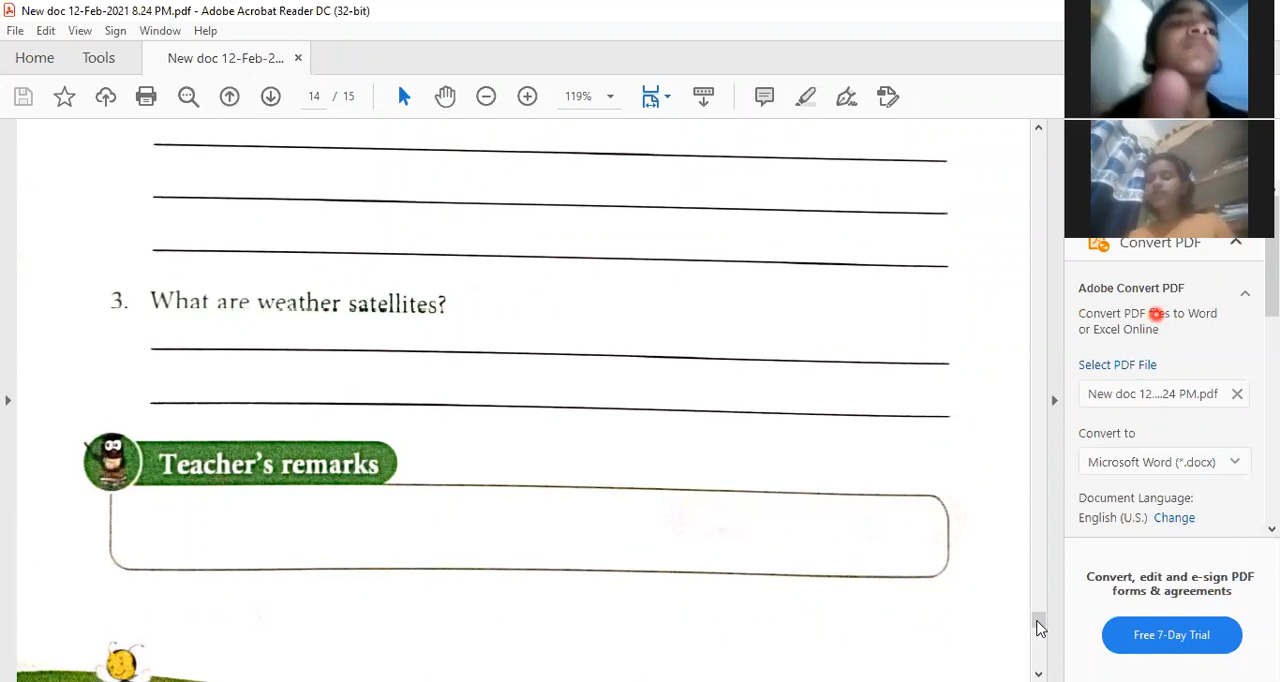 New doc 12-Feb-2021 8.24 PM.pdf - Adobe Acrobat Reader DC (32-bit)
File Edit View Sign Window Help
Home Tools New doc 12-Feb-2... ×
14 / 15 119%
3. What are weather satellites?
Teacher's remarks
Convert PDF
Adobe Convert PDF
Convert PDF files to Word
or Excel Online
Select PDF File
New doc 12....24 PM.pdf
Convert to
Microsoft Word (*.docx)
Document Language:
English (U.S.) Change
Convert, edit and e-sign PDF
forms & agreements
Free 7-Day Trial